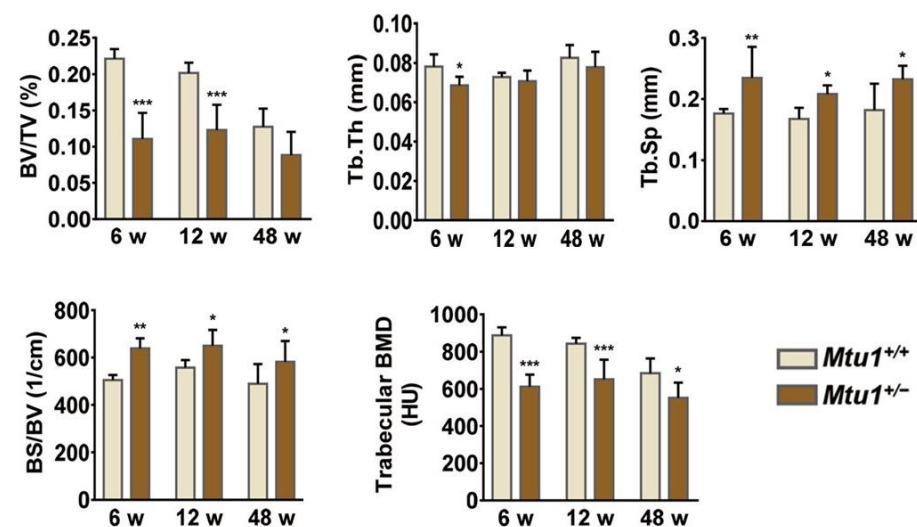 BV/TV (%)
0.25
0.20
0.15
0.10
0.05
0.00
***
***
6 w
12 w
48 w
Tb.Th (mm)
0.10
0.08
0.06
0.04
0.02
0.00
*
6 w
12 w
48 w
Tb.Sp (mm)
0.3
0.2
0.1
0.0
**
*
*
6 w
12 w
48 w
BS/BV (1/cm)
800
600
400
200
0
**
*
*
6 w
12 w
48 w
Trabecular BMD
(HU)
1000
800
600
400
200
0
***
***
*
6 w
12 w
48 w
Mtu1+/+
Mtu1+/−